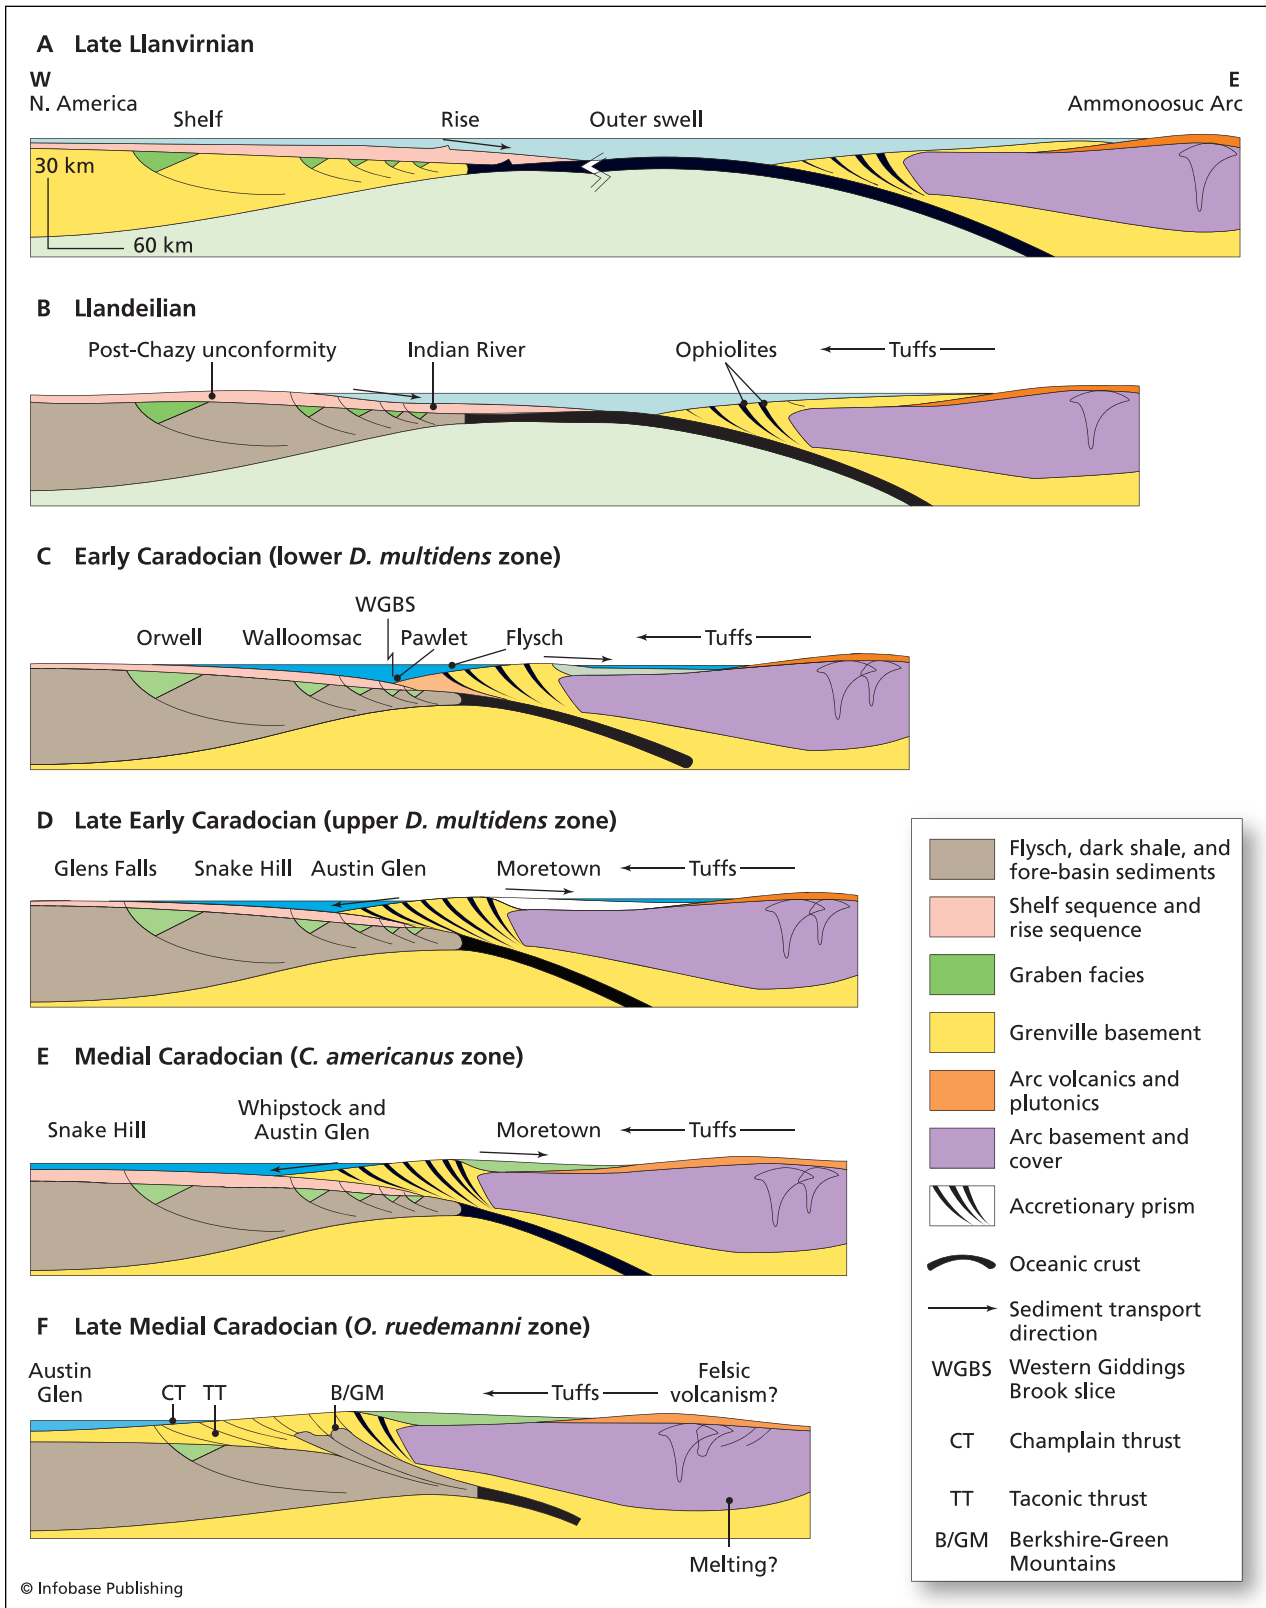 A Late Llanvirnian
W
E
N. America
Ammonoosuc Arc
Shelf
Rise
Outer swell
30 km
60 km
B Llandeilian
Post-Chazy unconformity
Indian River
Ophiolites
Tuffs
C Early Caradocian (lower D. multidens zone)
WGBS
Orwell
Walloomsac
Pawlet
Flysch
Tuffs
D Late Early Caradocian (upper D. multidens zone)
Glens Falls
Snake Hill
Austin Glen
Moretown
Tuffs
E Medial Caradocian (C. americanus zone)
Snake Hill
Whipstock and
Austin Glen
Moretown
Tuffs
F Late Medial Caradocian (O. ruedemanni zone)
Austin
Glen
CT
TT
B/GM
Tuffs
Felsic
volcanism?
Melting?
Flysch, dark shale, and
fore-basin sediments
Shelf sequence and
rise sequence
Graben facies
Grenville basement
Arc volcanics and
plutonics
Arc basement and
cover
Accretionary prism
Oceanic crust
Sediment transport
direction
WGBS Western Giddings
Brook slice
CT Champlain thrust
TT Taconic thrust
B/GM Berkshire-Green
Mountains
© Infobase Publishing